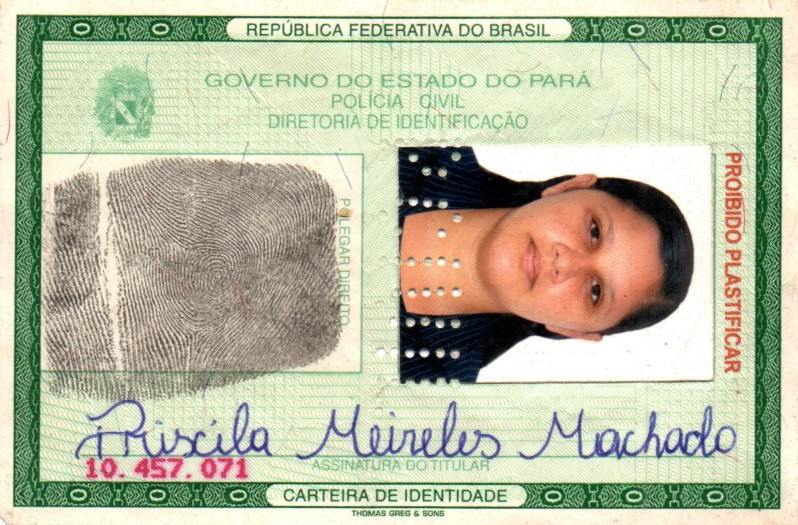 REPÚBLICA FEDERATIVA DO BRASIL
GOVERNO DO ESTADO DO PARÁ
POLÍCIA CIVIL
DIRETORIA DE IDENTIFICAÇÃO
POLEGAR DIREITO
PROIBIDO PLASTIFICAR
Priscila Meireles Machado
10.457.071
ASSINATURA DO TITULAR
CARTEIRA DE IDENTIDADE
THOMAS GREG & SONS